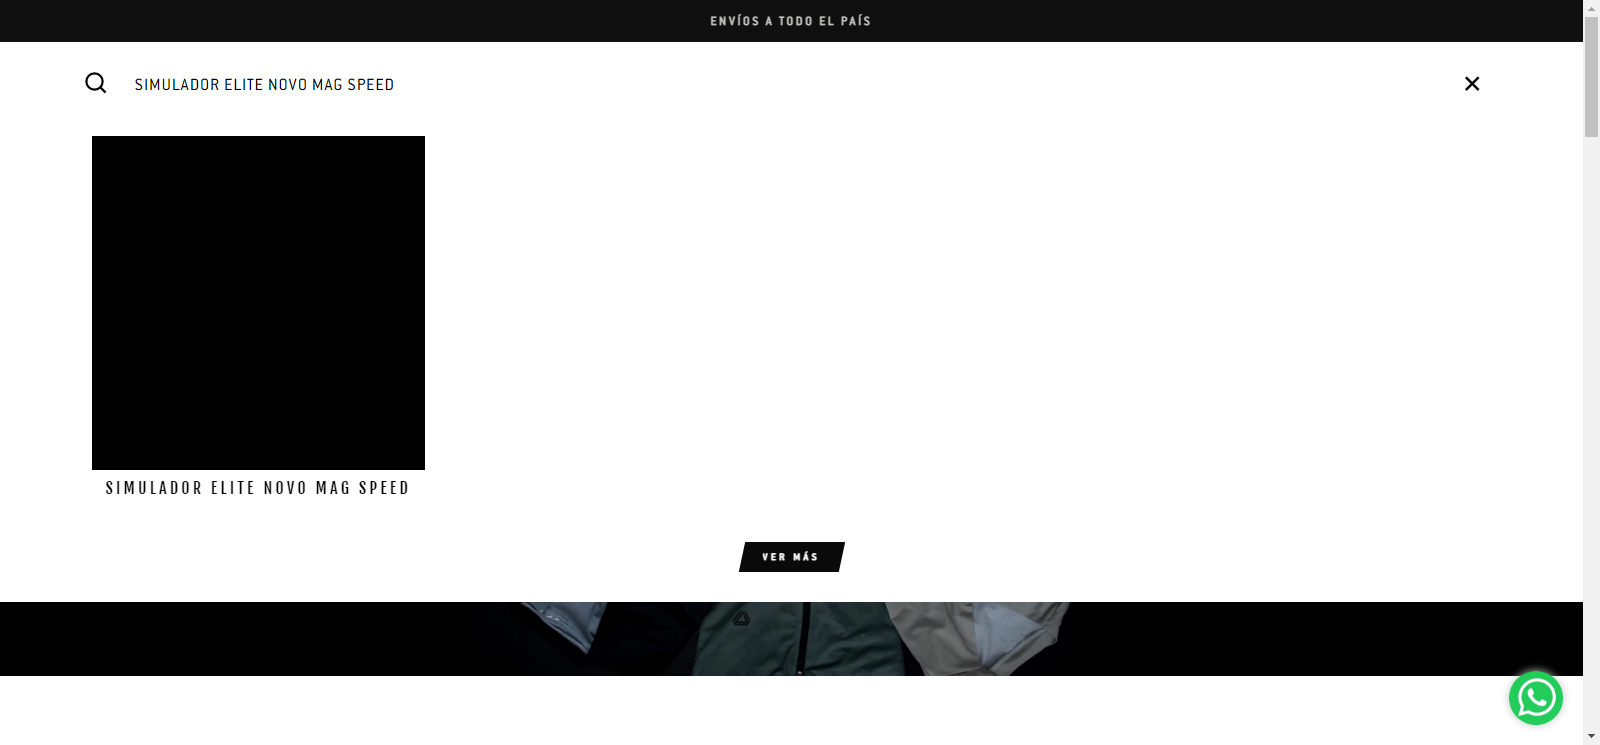 ENVÍOS A TODO EL PAÍS
SIMULADOR ELITE NOVO MAG SPEED
SIMULADOR ELITE NOVO MAG SPEED
VER MÁS